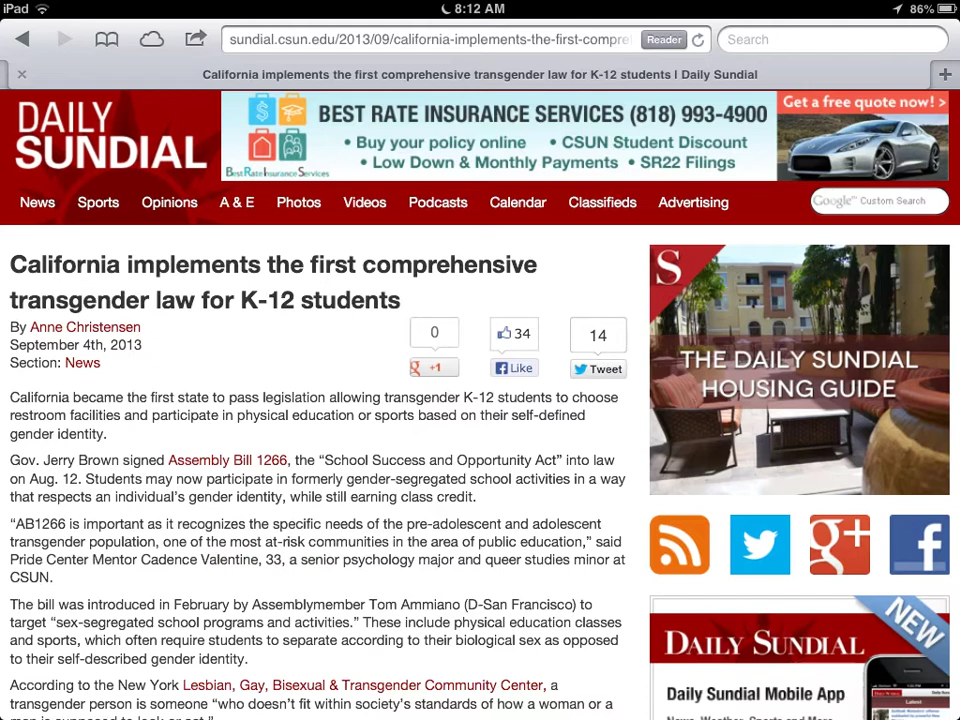 iPad 8:12 AM 86%
sundial.csun.edu/2013/09/california-implements-the-first-compre Reader Search
California implements the first comprehensive transgender law for K-12 students | Daily Sundial
DAILY
SUNDIAL
BEST RATE INSURANCE SERVICES (818) 993-4900
• Buy your policy online • CSUN Student Discount
• Low Down & Monthly Payments • SR22 Filings
Best Rate Insurance Services
Get a free quote now! >
News Sports Opinions A & E Photos Videos Podcasts Calendar Classifieds Advertising Google™ Custom Search
California implements the first comprehensive
transgender law for K-12 students
By Anne Christensen
September 4th, 2013
Section: News
0 34 14
+1 Like Tweet
California became the first state to pass legislation allowing transgender K-12 students to choose
restroom facilities and participate in physical education or sports based on their self-defined
gender identity.
Gov. Jerry Brown signed Assembly Bill 1266, the “School Success and Opportunity Act” into law
on Aug. 12. Students may now participate in formerly gender-segregated school activities in a way
that respects an individual’s gender identity, while still earning class credit.
“AB1266 is important as it recognizes the specific needs of the pre-adolescent and adolescent
transgender population, one of the most at-risk communities in the area of public education,” said
Pride Center Mentor Cadence Valentine, 33, a senior psychology major and queer studies minor at
CSUN.
The bill was introduced in February by Assemblymember Tom Ammiano (D-San Francisco) to
target “sex-segregated school programs and activities.” These include physical education classes
and sports, which often require students to separate according to their biological sex as opposed
to their self-described gender identity.
According to the New York Lesbian, Gay, Bisexual & Transgender Community Center, a
transgender person is someone “who doesn’t fit within society’s standards of how a woman or a
S
THE DAILY SUNDIAL
HOUSING GUIDE
g+ f
NEW
DAILY SUNDIAL
Daily Sundial Mobile App